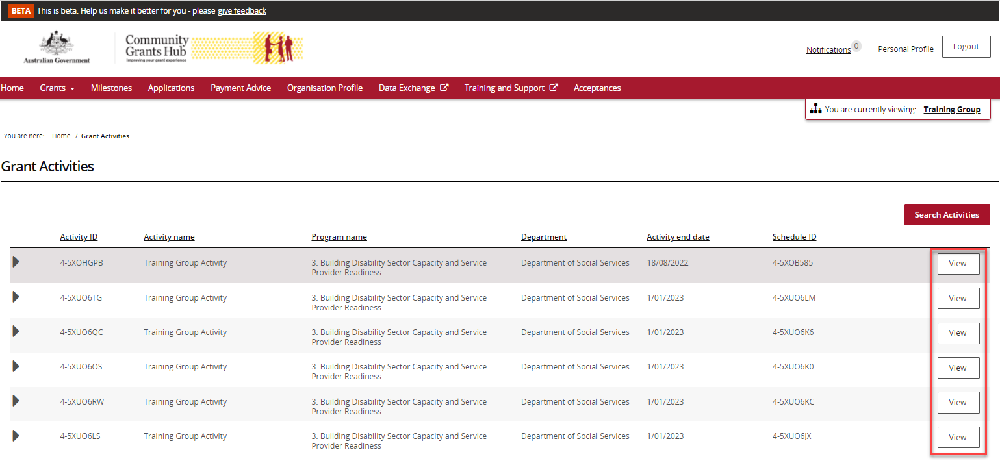 BETA This is beta. Help us make it better for you - please give feedback
Australian Government
Community
Grants Hub
Improving your grant experience
Notifications 0 Personal Profile Logout
Home Grants Milestones Applications Payment Advice Organisation Profile Data Exchange Training and Support Acceptances
You are currently viewing: Training Group
You are here: Home / Grant Activities
Grant Activities
Search Activities
Activity ID Activity name Program name Department Activity end date Schedule ID
4-5XOHGPB Training Group Activity 3. Building Disability Sector Capacity and Service Department of Social Services 18/08/2022 4-5XOB585 View
Provider Readiness
4-5XUO6TG Training Group Activity 3. Building Disability Sector Capacity and Service Department of Social Services 1/01/2023 4-5XUO6LM View
Provider Readiness
4-5XUO6QC Training Group Activity 3. Building Disability Sector Capacity and Service Department of Social Services 1/01/2023 4-5XUO6K6 View
Provider Readiness
4-5XUO6OS Training Group Activity 3. Building Disability Sector Capacity and Service Department of Social Services 1/01/2023 4-5XUO6K0 View
Provider Readiness
4-5XUO6RW Training Group Activity 3. Building Disability Sector Capacity and Service Department of Social Services 1/01/2023 4-5XUO6KC View
Provider Readiness
4-5XUO6LS Training Group Activity 3. Building Disability Sector Capacity and Service Department of Social Services 1/01/2023 4-5XUO6JX View
Provider Readiness